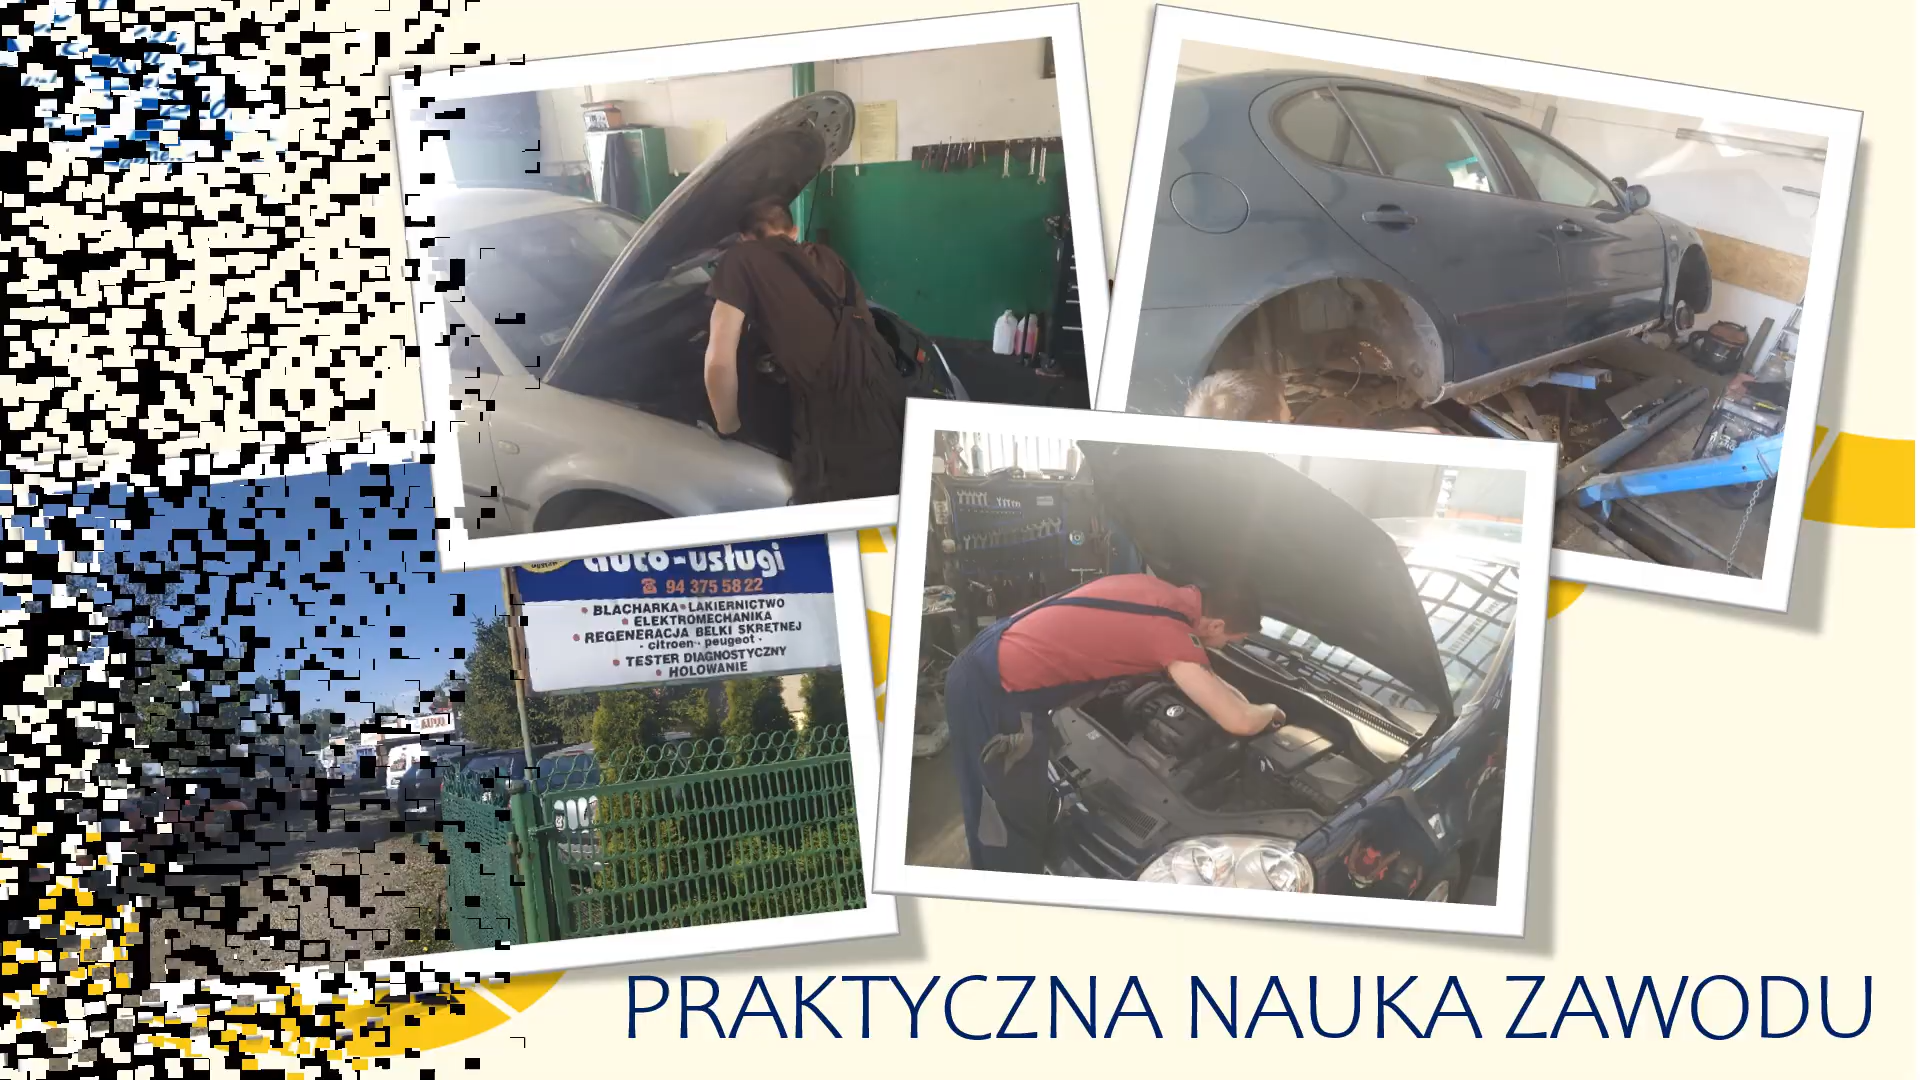 auto-usługi
☎ 94 375 58 22
• BLACHARKA • LAKIERNICTWO
• ELEKTROMECHANIKA
• REGENERACJA BELKI SKRĘTNEJ
- citroen - peugeot -
• TESTER DIAGNOSTYCZNY
• HOLOWANIE
AUTO
PRAKTYCZNA NAUKA ZAWODU